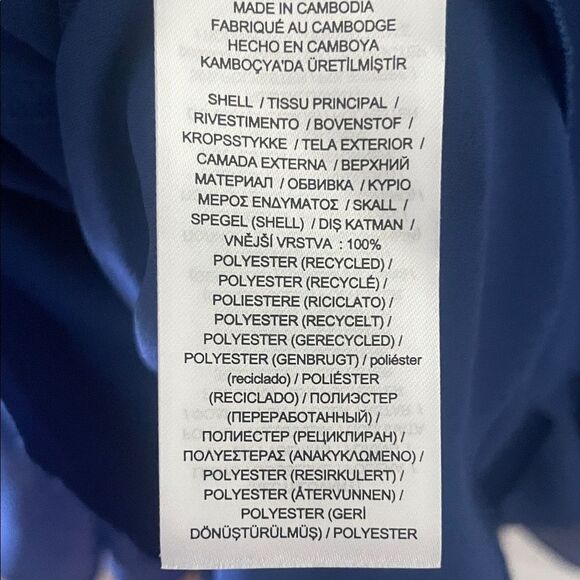 MADE IN CAMBODIA
FABRIQUÉ AU CAMBODGE
HECHO EN CAMBOYA
KAMBOÇYA'DA ÜRETİLMİŞTİR
SHELL / TISSU PRINCIPAL /
RIVESTIMENTO / BOVENSTOF /
KROPSSTYKKE / TELA EXTERIOR /
CAMADA EXTERNA / ВЕРХНИЙ
МАТЕРИАЛ / ОБВИВКА / ΚΥΡΙΟ
ΜΕΡΟΣ ΕΝΔΥΜΑΤΟΣ / SKALL /
SPEGEL (SHELL) / DIŞ KATMAN /
VNĚJŠÍ VRSTVA : 100%
POLYESTER (RECYCLED) /
POLYESTER (RECYCLÉ) /
POLIESTERE (RICICLATO) /
POLYESTER (RECYCELT) /
POLYESTER (GERECYCLED) /
POLYESTER (GENBRUGT) / poliéster
(reciclado) / POLIÉSTER
(RECICLADO) / ПОЛИЭСТЕР
(ПЕРЕРАБОТАННЫЙ) /
ПОЛИЕСТЕР (РЕЦИКЛИРАН) /
ΠΟΛΥΕΣΤΕΡΑΣ (ΑΝΑΚΥΚΛΩΜΕΝΟ) /
POLYESTER (RESIRKULERT) /
POLYESTER (ÅTERVUNNEN) /
POLYESTER (GERİ
DÖNÜŞTÜRÜLMÜŞ) / POLYESTER